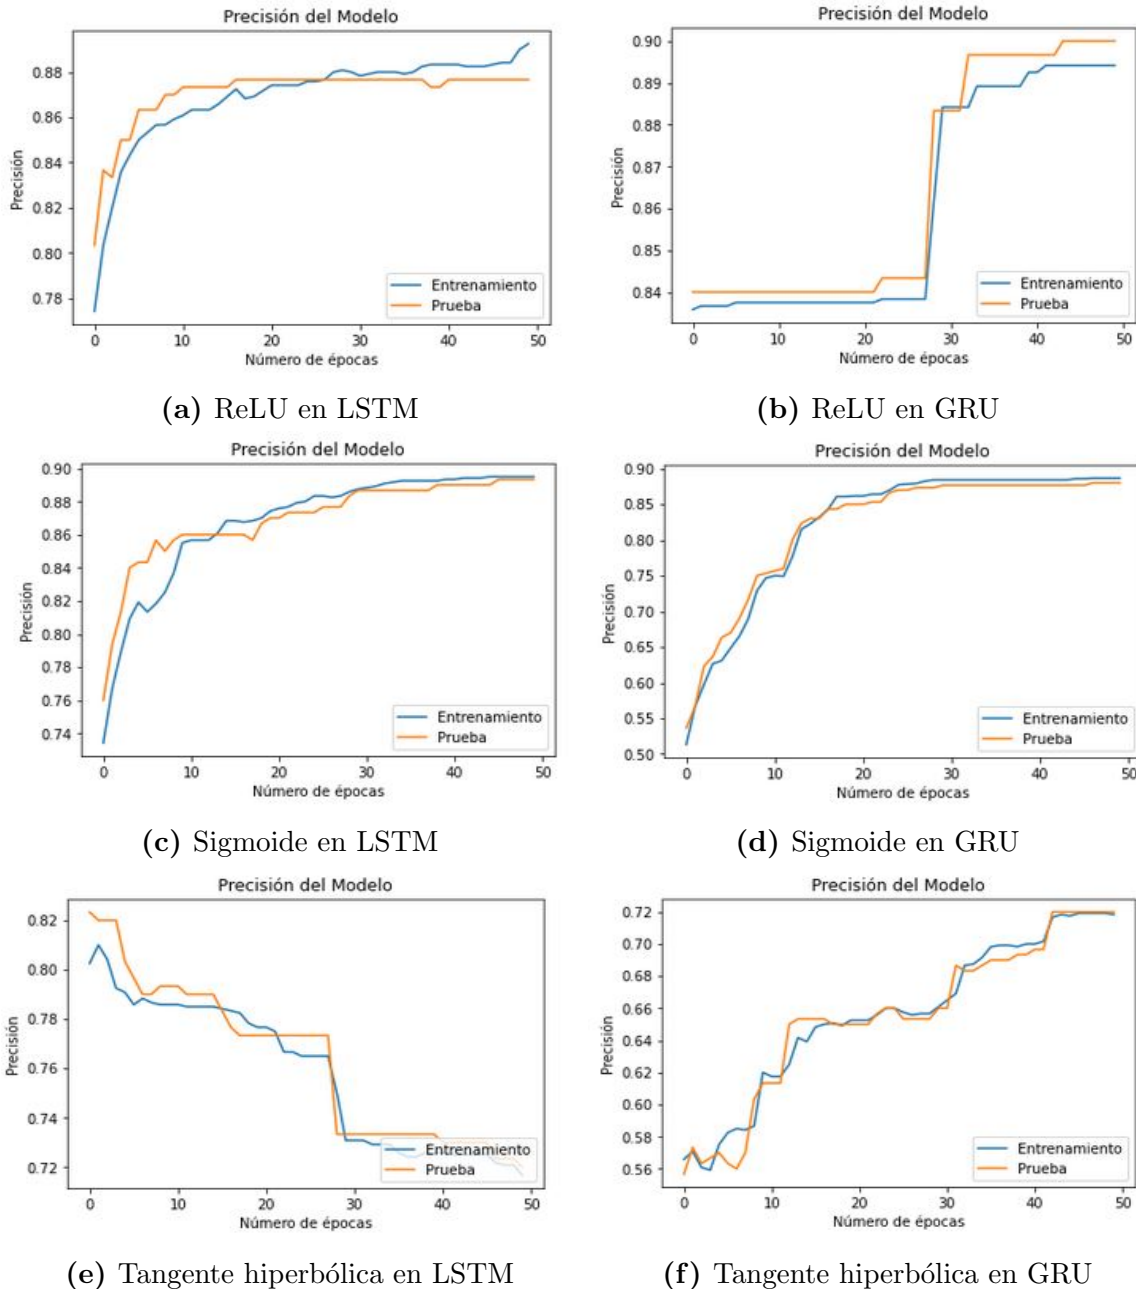 Precisión del Modelo
Precisión
0.88
0.86
0.84
0.82
0.80
0.78
Entrenamiento
Prueba
0 10 20 30 40 50
Número de épocas
(a) ReLU en LSTM
Precisión del Modelo
Precisión
0.90
0.89
0.88
0.87
0.86
0.85
0.84
Entrenamiento
Prueba
0 10 20 30 40 50
Número de épocas
(b) ReLU en GRU
Precisión del Modelo
Precisión
0.90
0.88
0.86
0.84
0.82
0.80
0.78
0.76
0.74
Entrenamiento
Prueba
0 10 20 30 40 50
Número de épocas
(c) Sigmoide en LSTM
Precisión del Modelo
Precisión
0.90
0.85
0.80
0.75
0.70
0.65
0.60
0.55
0.50
Entrenamiento
Prueba
0 10 20 30 40 50
Número de épocas
(d) Sigmoide en GRU
Precisión del Modelo
Precisión
0.82
0.80
0.78
0.76
0.74
0.72
Entrenamiento
Prueba
0 10 20 30 40 50
Número de épocas
(e) Tangente hiperbólica en LSTM
Precisión del Modelo
Precisión
0.72
0.70
0.68
0.66
0.64
0.62
0.60
0.58
0.56
Entrenamiento
Prueba
0 10 20 30 40 50
Número de épocas
(f) Tangente hiperbólica en GRU